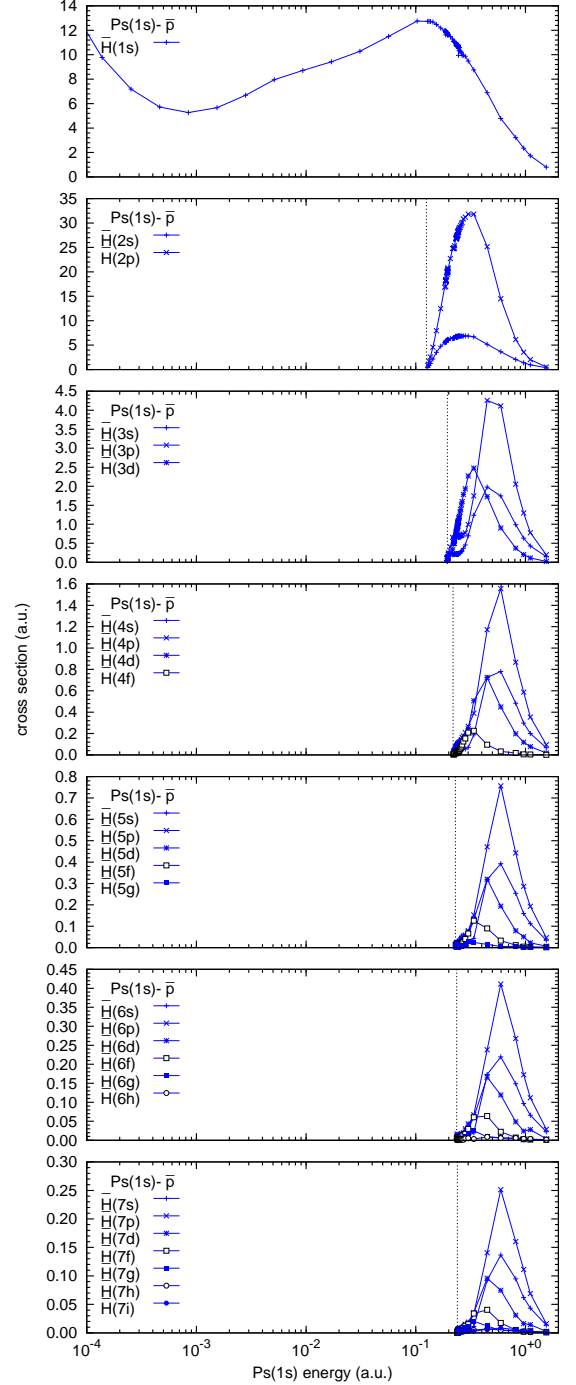 14
12
10
8
6
4
2
0
Ps(1s)- p̅
H̅(1s)
35
30
25
20
15
10
5
0
Ps(1s)- p̅
H̅(2s)
H̅(2p)
4.5
4.0
3.5
3.0
2.5
2.0
1.5
1.0
0.5
0.0
Ps(1s)- p̅
H̅(3s)
H̅(3p)
H̅(3d)
cross section (a.u.)
1.6
1.4
1.2
1.0
0.8
0.6
0.4
0.2
0.0
Ps(1s)- p̅
H̅(4s)
H̅(4p)
H̅(4d)
H̅(4f)
0.8
0.7
0.6
0.5
0.4
0.3
0.2
0.1
0.0
Ps(1s)- p̅
H̅(5s)
H̅(5p)
H̅(5d)
H̅(5f)
H̅(5g)
0.45
0.40
0.35
0.30
0.25
0.20
0.15
0.10
0.05
0.00
Ps(1s)- p̅
H̅(6s)
H̅(6p)
H̅(6d)
H̅(6f)
H̅(6g)
H̅(6h)
0.30
0.25
0.20
0.15
0.10
0.05
0.00
Ps(1s)- p̅
H̅(7s)
H̅(7p)
H̅(7d)
H̅(7f)
H̅(7g)
H̅(7h)
H̅(7i)
10⁻⁴ 10⁻³ 10⁻² 10⁻¹ 10⁰
Ps(1s) energy (a.u.)